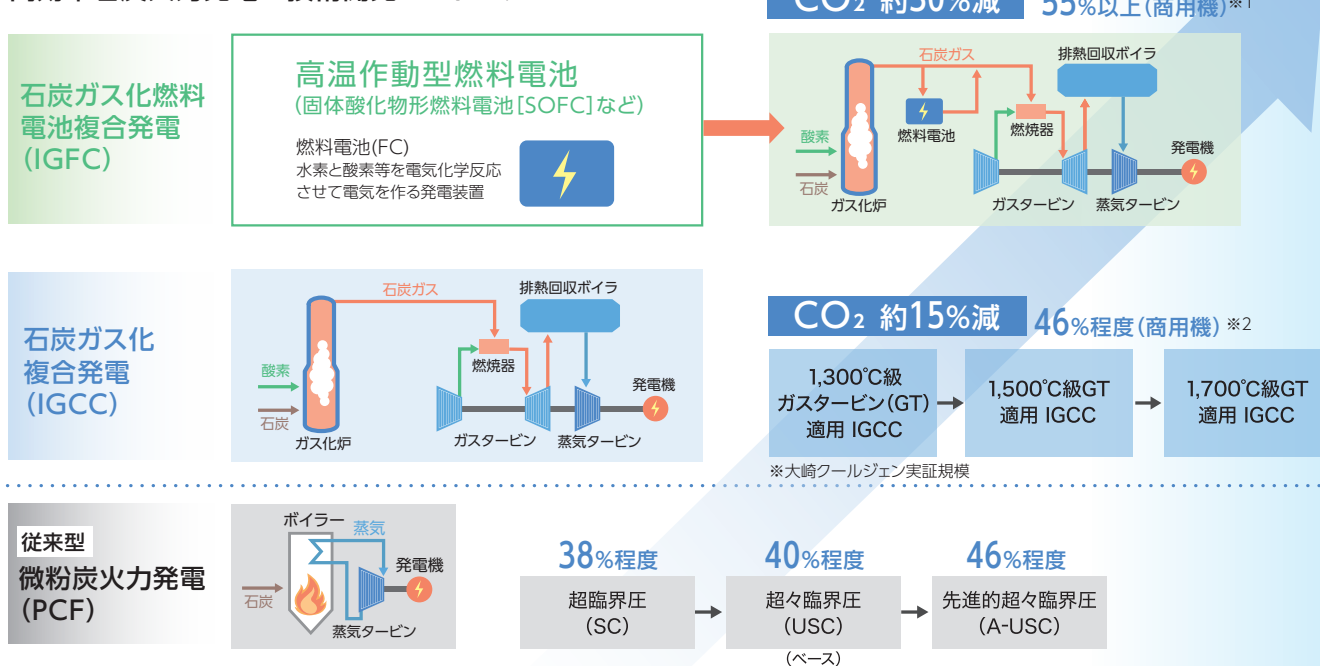 CO₂ 約30%減
55%以上(商用機)※1
石炭ガス化燃料
電池複合発電
(IGFC)
高温作動型燃料電池
(固体酸化物形燃料電池[SOFC]など)
燃料電池(FC)
水素と酸素等を電気化学反応
させて電気を作る発電装置
石炭ガス
排熱回収ボイラ
酸素
燃料電池
燃焼器
発電機
石炭
ガス化炉
ガスタービン
蒸気タービン
石炭ガス化
複合発電
(IGCC)
石炭ガス
排熱回収ボイラ
酸素
燃焼器
発電機
石炭
ガス化炉
ガスタービン
蒸気タービン
CO₂ 約15%減
46%程度(商用機) ※2
1,300℃級
ガスタービン(GT)
適用 IGCC
1,500℃級GT
適用 IGCC
1,700℃級GT
適用 IGCC
※大崎クールジェン実証規模
従来型
微粉炭火力発電
(PCF)
ボイラー
蒸気
発電機
石炭
蒸気タービン
38%程度
超臨界圧
(SC)
40%程度
超々臨界圧
(USC)
(ベース)
46%程度
先進的超々臨界圧
(A-USC)